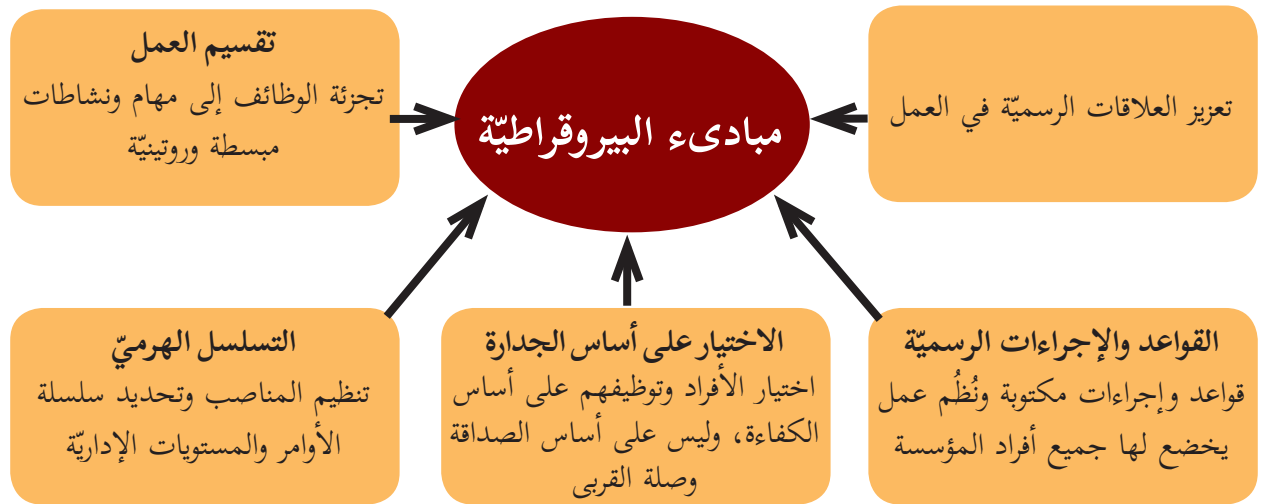 مبادىء البيروقراطيّة
تعزيز العلاقات الرسميّة في العمل
تقسيم العمل
تجزئة الوظائف إلى مهام ونشاطات
مبسطة وروتينيّة
القواعد والإجراءات الرسميّة
قواعد وإجراءات مكتوبة ونُظُم عمل
يخضع لها جميع أفراد المؤسسة
الاختيار على أساس الجدارة
اختيار الأفراد وتوظيفهم على أساس
الكفاءة، وليس على أساس الصداقة
وصلة القربى
التسلسل الهرميّ
تنظيم المناصب وتحديد سلسلة
الأوامر والمستويات الإداريّة